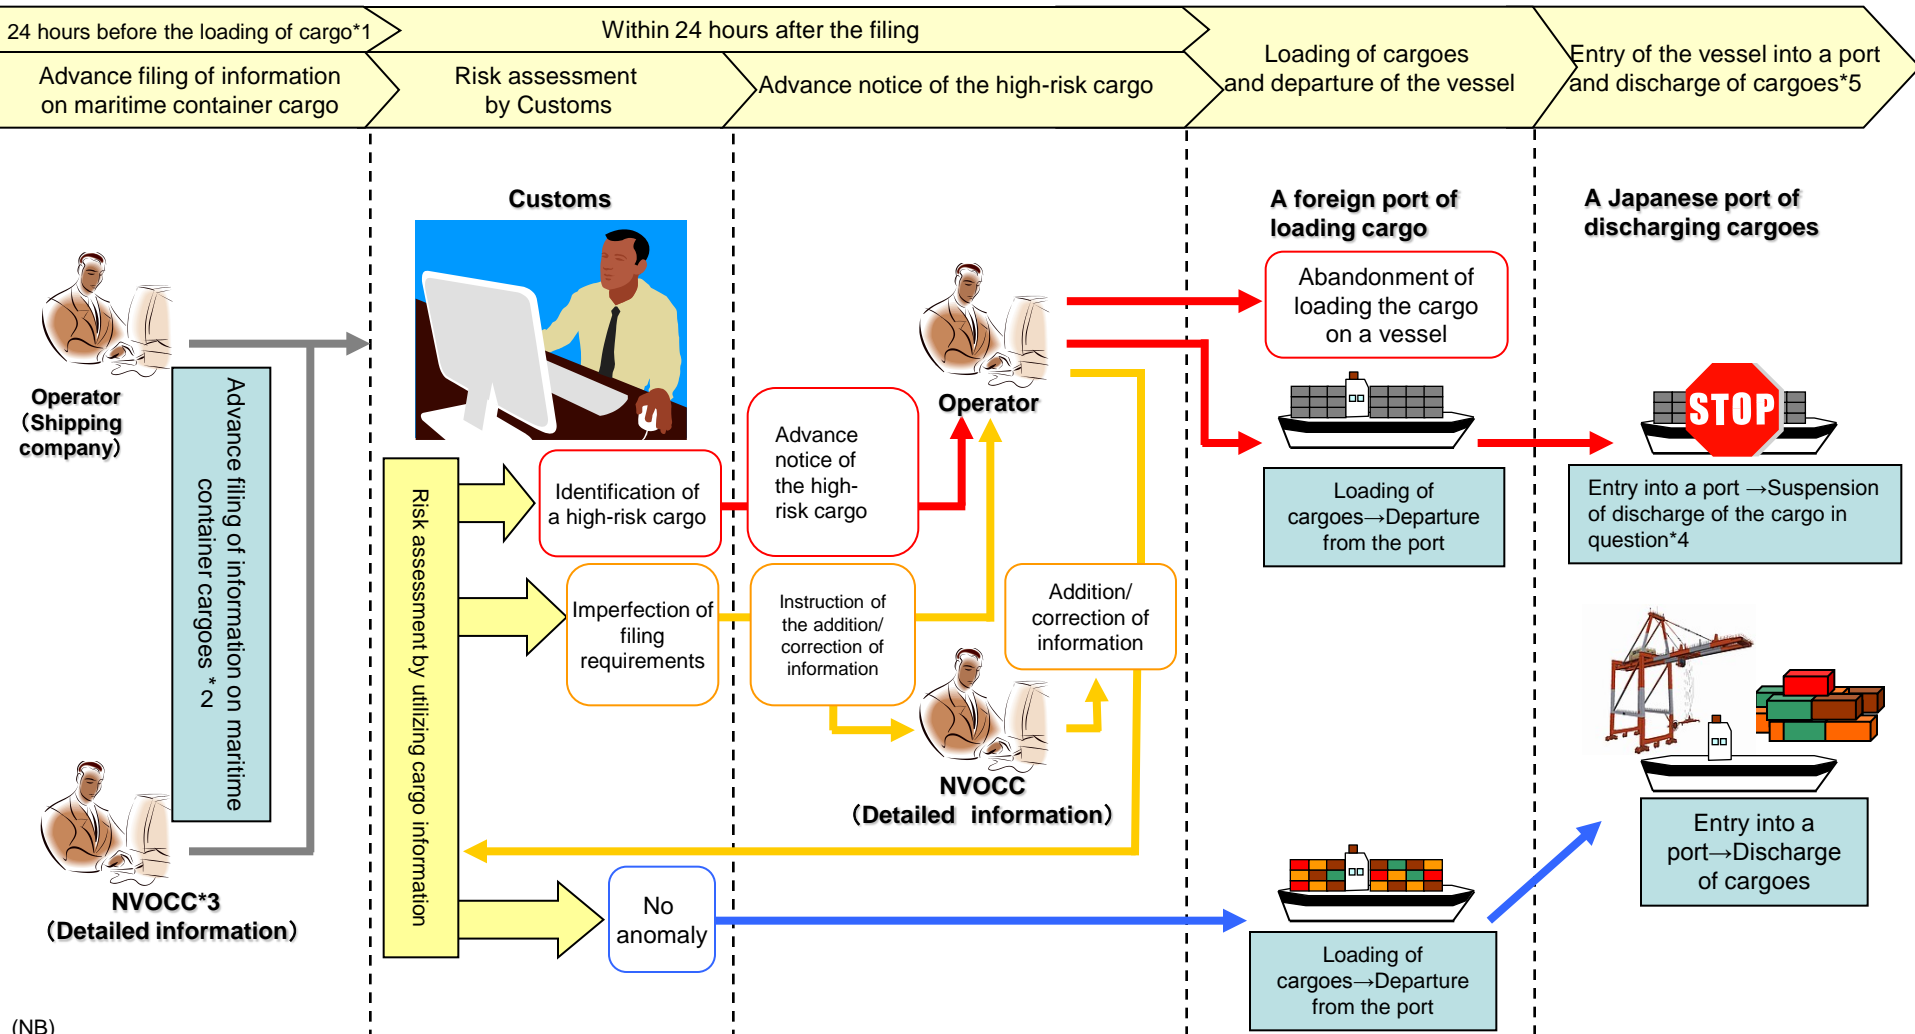 24 hours before the loading of cargo*1
Within 24 hours after the filing
Advance filing of information
on maritime container cargo
Risk assessment
by Customs
Advance notice of the high-risk cargo
Loading of cargoes
and departure of the vessel
Entry of the vessel into a port
and discharge of cargoes*5
Customs
A foreign port of
loading cargo
A Japanese port of
discharging cargoes
Operator
（Shipping
company）
Advance filing of information on maritime
container cargoes *2
NVOCC*3
（Detailed information）
Risk assessment by utilizing cargo information
Identification of
a high-risk cargo
Imperfection of
filing
requirements
No
anomaly
Advance
notice of
the high-
risk cargo
Instruction of
the addition/
correction of
information
Operator
NVOCC
（Detailed information）
Addition/
correction of
information
Abandonment of
loading the cargo
on a vessel
Loading of
cargoes→Departure
from the port
STOP
Entry into a port →Suspension
of discharge of the cargo in
question*4
Entry into a
port→Discharge
of cargoes
Loading of
cargoes→Departure
from the port
(NB)